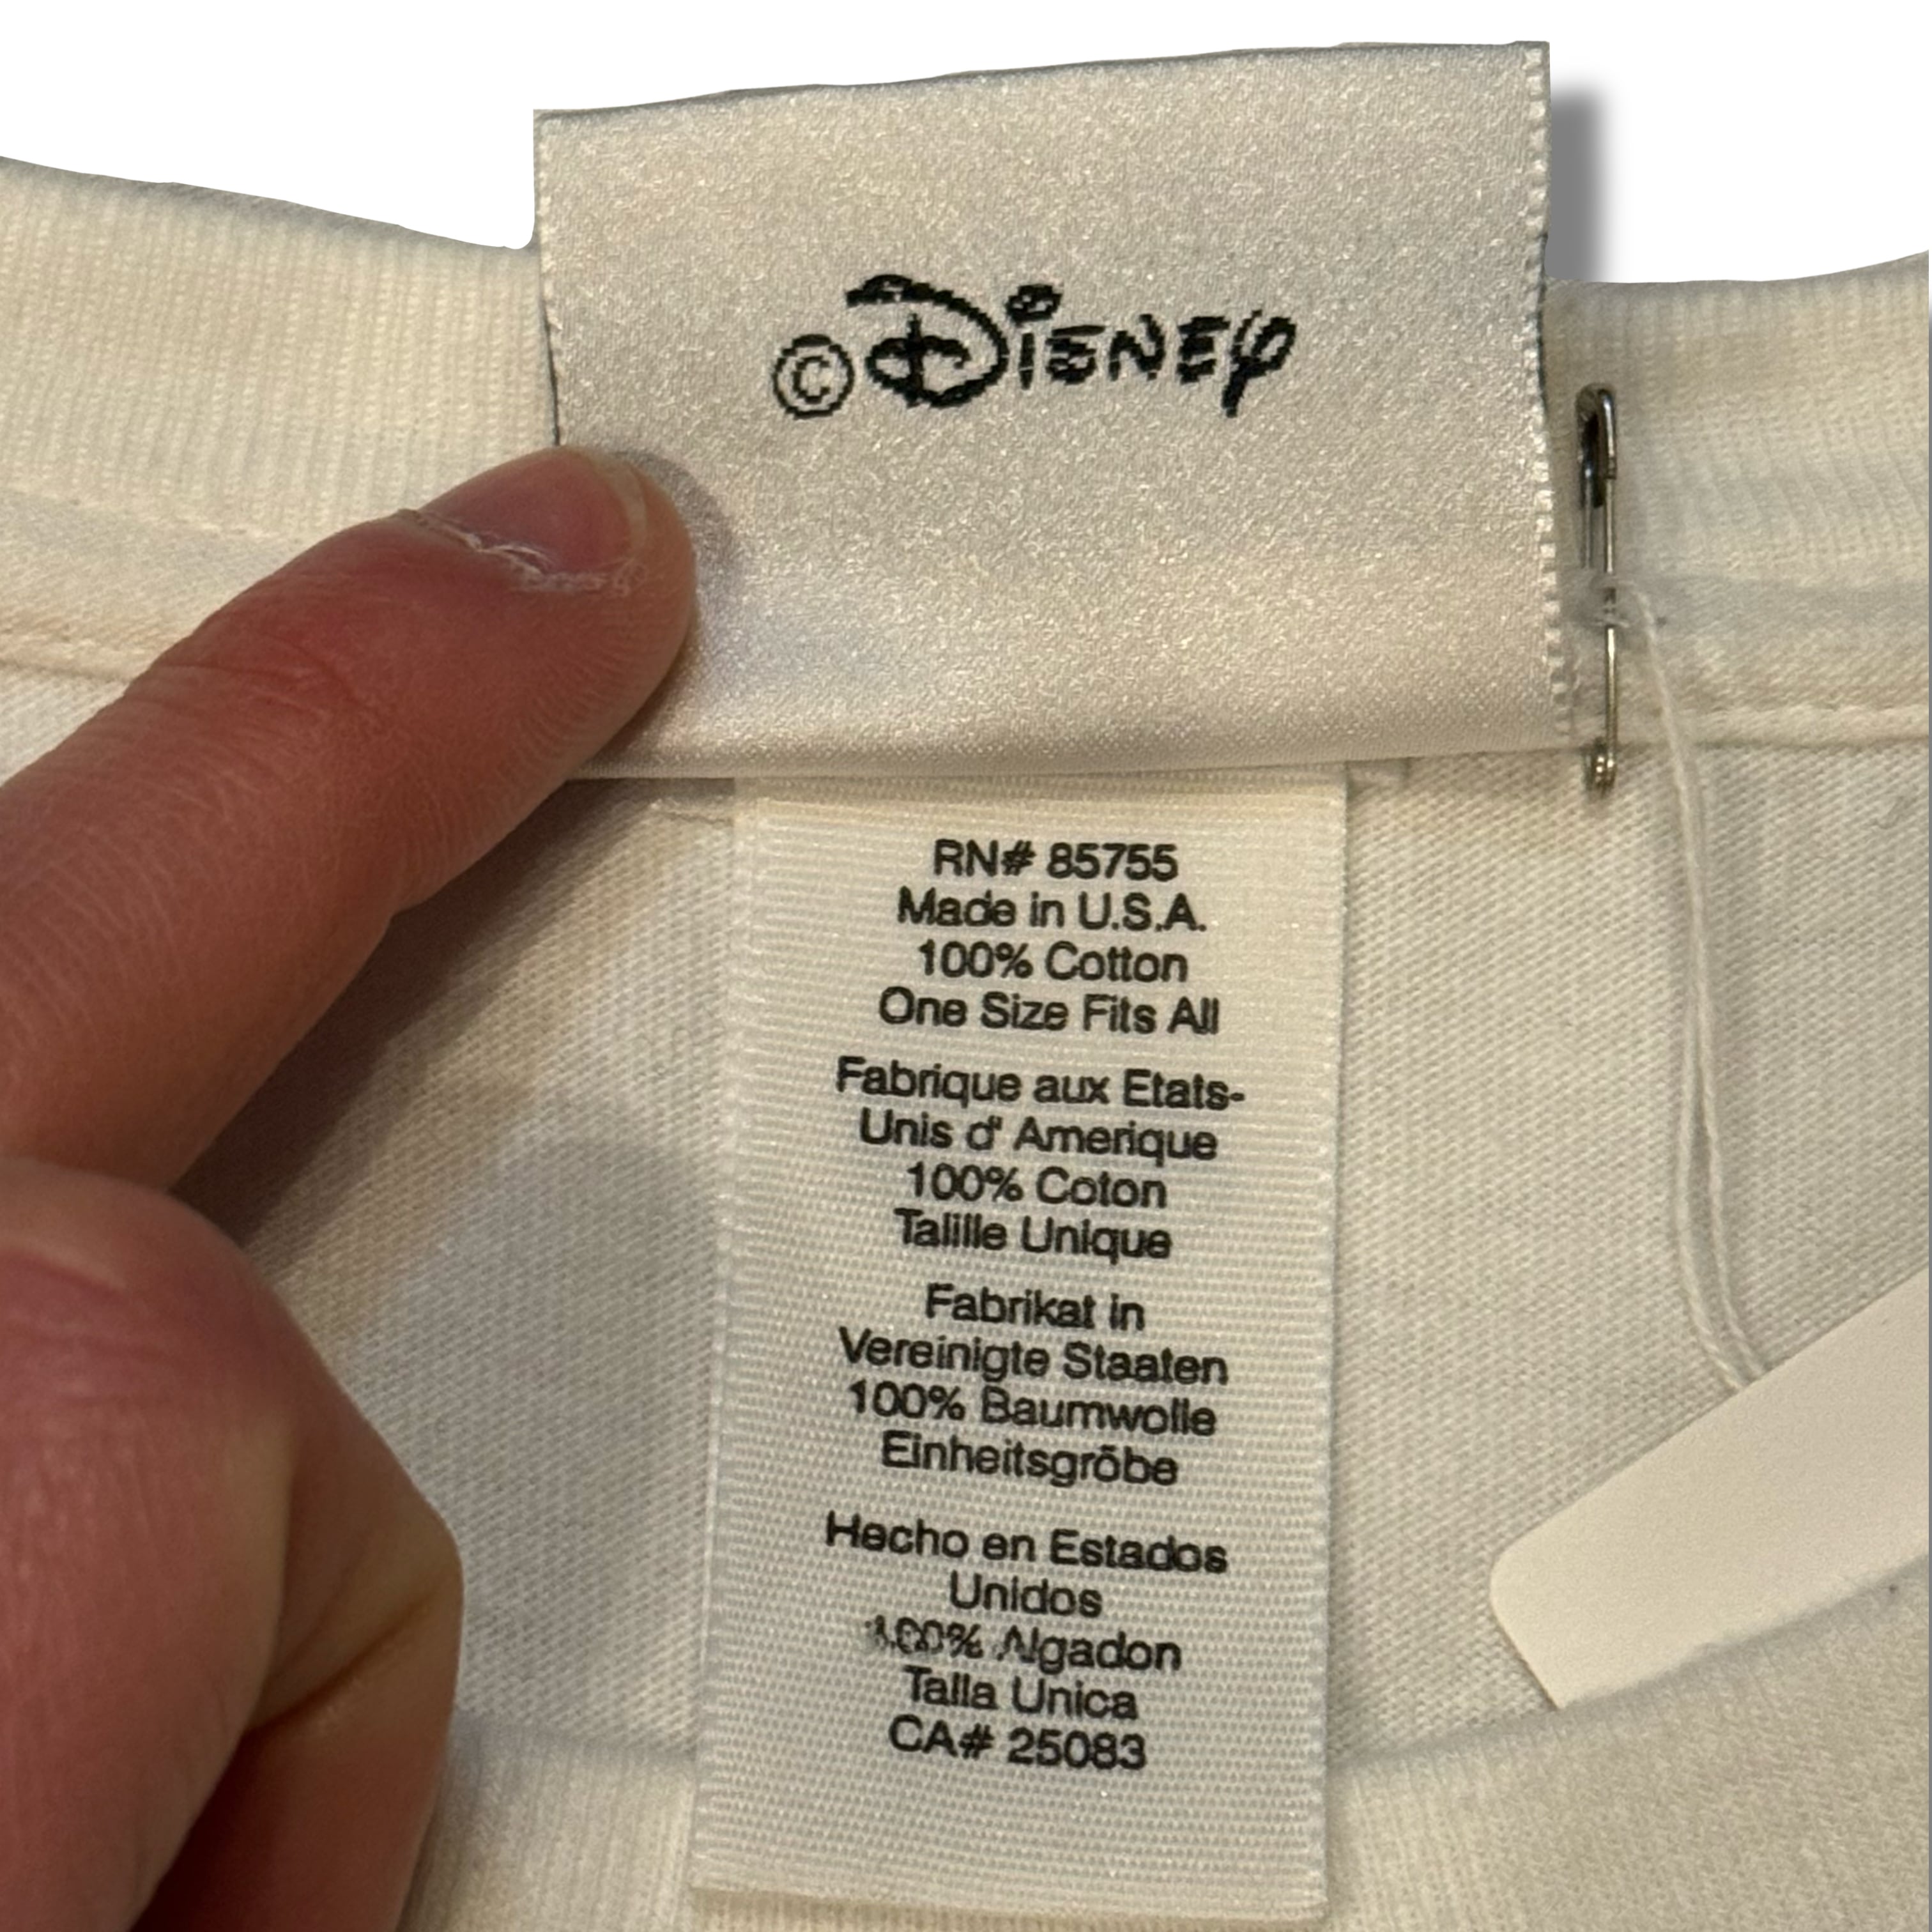 ©Disney
RN# 85755
Made in U.S.A.
100% Cotton
One Size Fits All
Fabrique aux Etats-
Unis d' Amerique
100% Coton
Talille Unique
Fabrikat in
Vereinigte Staaten
100% Baumwolle
Einheitsgrõbe
Hecho en Estados
Unidos
100% Algadon
Talla Unica
CA# 25083